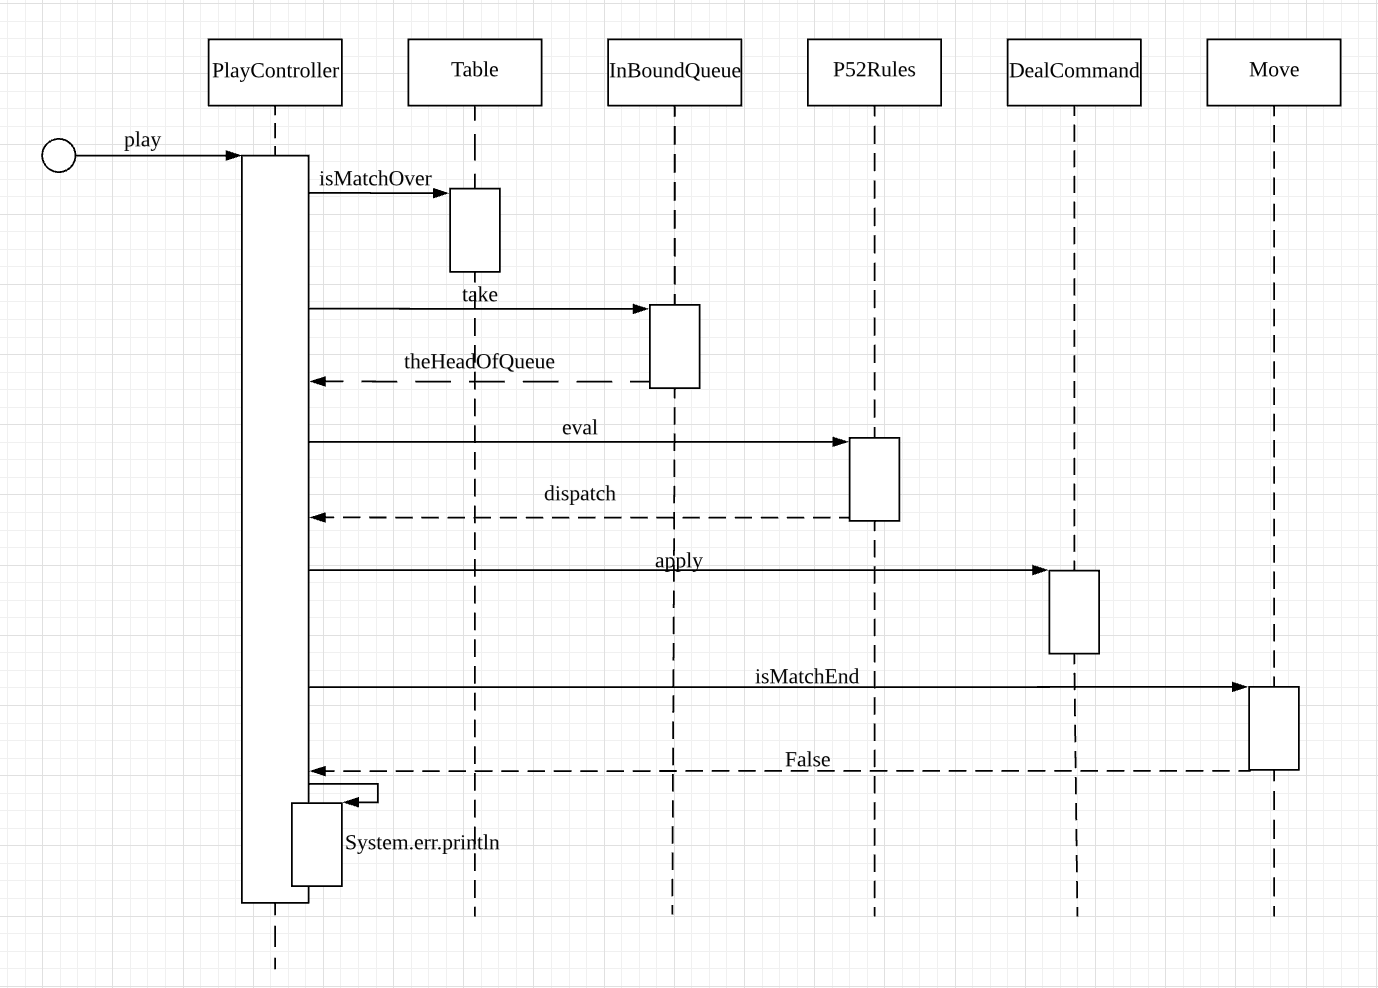 PlayController
Table
InBoundQueue
P52Rules
DealCommand
Move
play
isMatchOver
take
theHeadOfQueue
eval
dispatch
apply
isMatchEnd
False
System.err.println